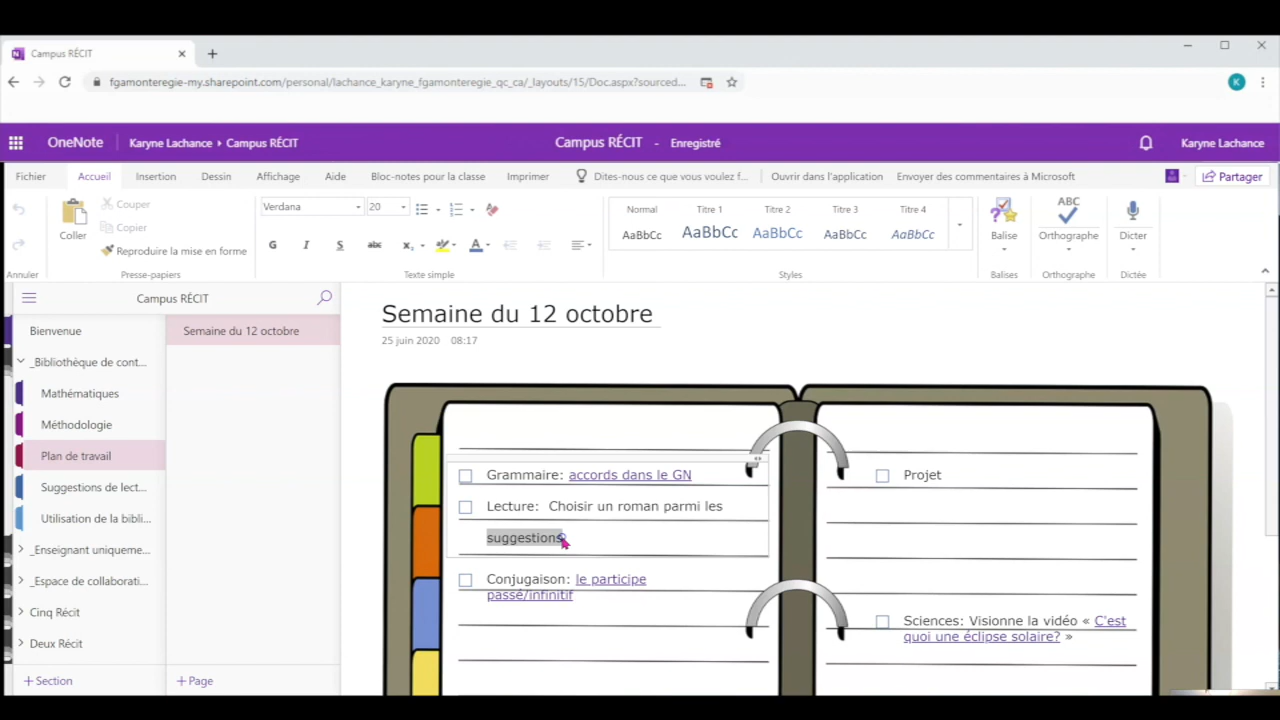 Campus RÉCIT
fgamonteregie-my.sharepoint.com/personal/lachance_karyne_fgamonteregie_qc_ca/_layouts/15/Doc.aspx?sourced...
K
OneNote Karyne Lachance Campus RÉCIT Campus RÉCIT - Enregistré Karyne Lachance
Fichier Accueil Insertion Dessin Affichage Aide Bloc-notes pour la classe Imprimer Dites-nous ce que vous voulez f... Ouvrir dans l'application Envoyer des commentaires à Microsoft Partager
Coller
Couper
Copier
Reproduire la mise en forme
Verdana 20
G I S abc x₂ A
Normal Titre 1 Titre 2 Titre 3 Titre 4
AaBbCc AaBbCc AaBbCc AaBbCc AaBbCc
Balise
ABC
Orthographe
Dicter
Annuler Presse-papiers Texte simple Styles Balises Orthographe Dictée
Campus RÉCIT
Bienvenue
_Bibliothèque de cont...
Mathématiques
Méthodologie
Plan de travail
Suggestions de lect...
Utilisation de la bibli...
_Enseignant uniqueme...
_Espace de collaborati...
Cinq Récit
Deux Récit
+ Section
Semaine du 12 octobre
+ Page
Semaine du 12 octobre
25 juin 2020 08:17
Grammaire: accords dans le GN
Lecture: Choisir un roman parmi les
suggestions
Conjugaison: le participe
passé/infinitif
Projet
Sciences: Visionne la vidéo « C'est
quoi une éclipse solaire? »